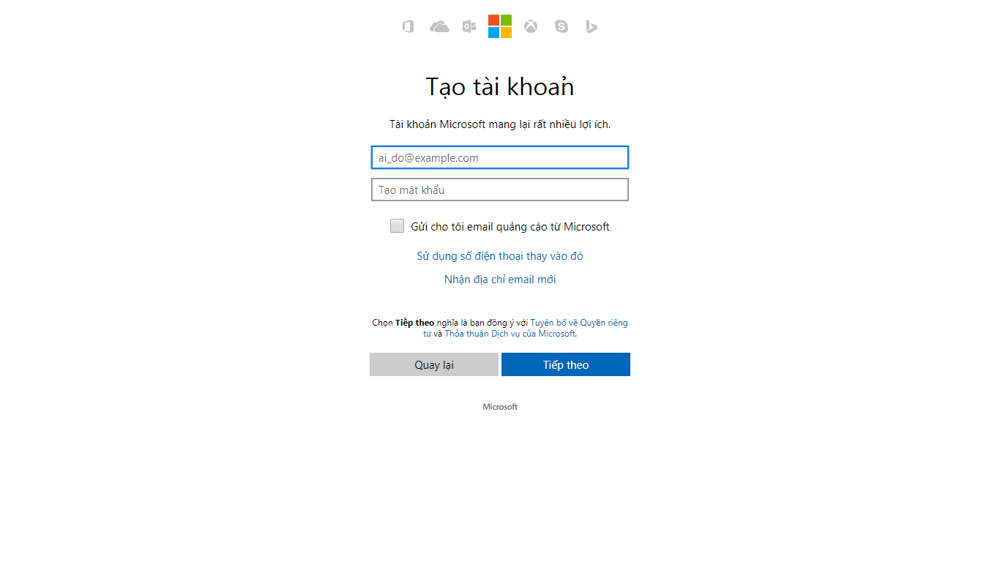 Tạo tài khoản
Tài khoản Microsoft mang lại rất nhiều lợi ích.
ai_do@example.com
Tạo mật khẩu
Gửi cho tôi email quảng cáo từ Microsoft
Sử dụng số điện thoại thay vào đó
Nhận địa chỉ email mới
Chọn Tiếp theo nghĩa là bạn đồng ý với Tuyên bố về Quyền riêng
tư và Thỏa thuận Dịch vụ của Microsoft.
Quay lại
Tiếp theo
Microsoft